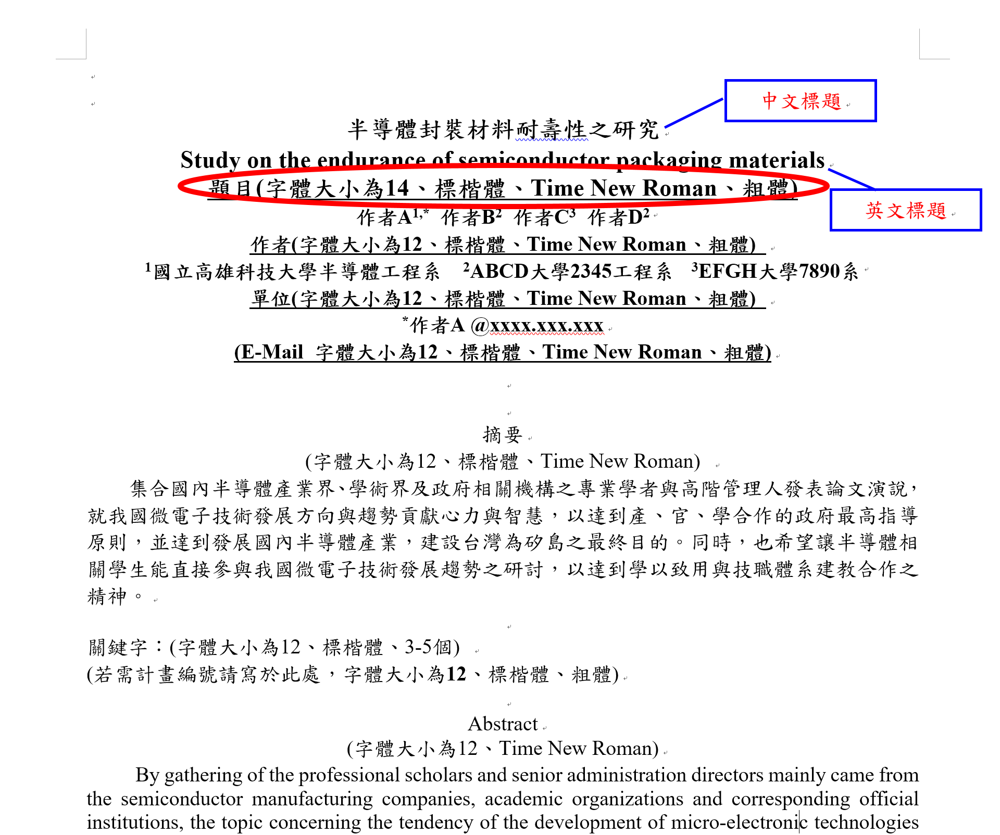 中文標題
半導體封裝材料耐壽性之研究
Study on the endurance of semiconductor packaging materials
題目(字體大小為14、標楷體、Time New Roman、粗體)
英文標題
作者A1,* 作者B2 作者C3 作者D2
作者(字體大小為12、標楷體、Time New Roman、粗體)
1國立高雄科技大學半導體工程系 2ABCD大學2345工程系 3EFGH大學7890系
單位(字體大小為12、標楷體、Time New Roman、粗體)
*作者A @xxxx.xxx.xxx
(E-Mail 字體大小為12、標楷體、Time New Roman、粗體)
摘要
(字體大小為12、標楷體、Time New Roman)
集合國內半導體產業界、學術界及政府相關機構之專業學者與高階管理人發表論文演說，
就我國微電子技術發展方向與趨勢貢獻心力與智慧，以達到產、官、學合作的政府最高指導
原則，並達到發展國內半導體產業，建設台灣為矽島之最終目的。同時，也希望讓半導體相
關學生能直接參與我國微電子技術發展趨勢之研討，以達到學以致用與技職體系建教合作之
精神。
關鍵字：(字體大小為12、標楷體、3-5個)
(若需計畫編號請寫於此處，字體大小為12、標楷體、粗體)
Abstract
(字體大小為12、Time New Roman)
By gathering of the professional scholars and senior administration directors mainly came from
the semiconductor manufacturing companies, academic organizations and corresponding official
institutions, the topic concerning the tendency of the development of micro-electronic technologies